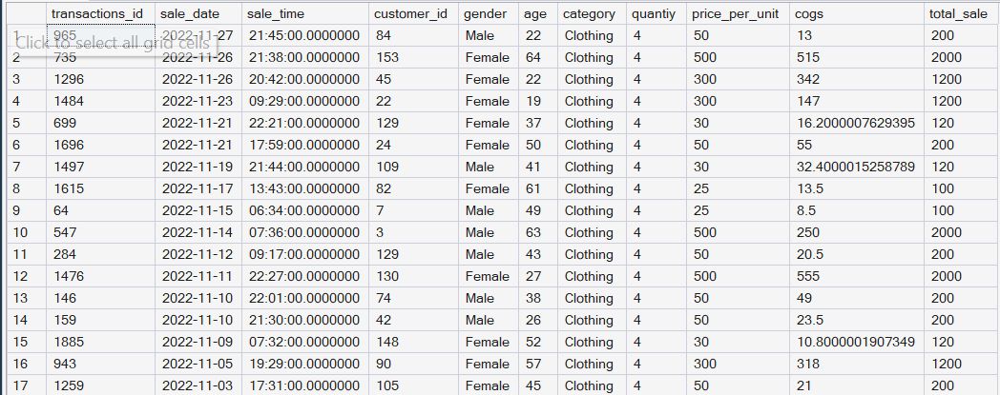 transactions_id sale_date sale_time customer_id gender age category quantiy price_per_unit cogs total_sale
1 965 2022-11-27 21:45:00.0000000 84 Male 22 Clothing 4 50 13 200
Click to select all grid cells
2 735 2022-11-26 21:38:00.0000000 153 Female 64 Clothing 4 500 515 2000
3 1296 2022-11-26 20:42:00.0000000 45 Female 22 Clothing 4 300 342 1200
4 1484 2022-11-23 09:29:00.0000000 22 Female 19 Clothing 4 300 147 1200
5 699 2022-11-21 22:21:00.0000000 129 Female 37 Clothing 4 30 16.2000007629395 120
6 1696 2022-11-21 17:59:00.0000000 24 Female 50 Clothing 4 50 55 200
7 1497 2022-11-19 21:44:00.0000000 109 Male 41 Clothing 4 30 32.4000015258789 120
8 1615 2022-11-17 13:43:00.0000000 82 Female 61 Clothing 4 25 13.5 100
9 64 2022-11-15 06:34:00.0000000 7 Male 49 Clothing 4 25 8.5 100
10 547 2022-11-14 07:36:00.0000000 3 Male 63 Clothing 4 500 250 2000
11 284 2022-11-12 09:17:00.0000000 129 Male 43 Clothing 4 50 20.5 200
12 1476 2022-11-11 22:27:00.0000000 130 Female 27 Clothing 4 500 555 2000
13 146 2022-11-10 22:01:00.0000000 74 Male 38 Clothing 4 50 49 200
14 159 2022-11-10 21:30:00.0000000 42 Male 26 Clothing 4 50 23.5 200
15 1885 2022-11-09 07:32:00.0000000 148 Female 52 Clothing 4 30 10.8000001907349 120
16 943 2022-11-05 19:29:00.0000000 90 Female 57 Clothing 4 300 318 1200
17 1259 2022-11-03 17:31:00.0000000 105 Female 45 Clothing 4 50 21 200